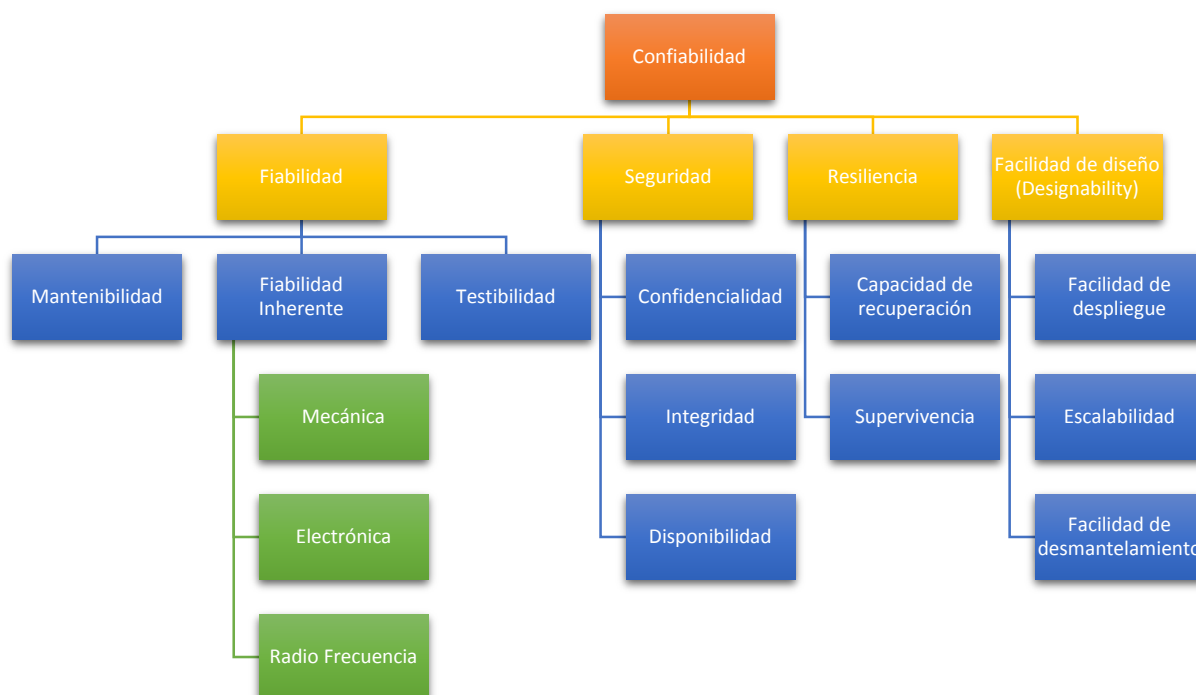 Confiabilidad
Fiabilidad
Seguridad
Resiliencia
Facilidad de diseño
(Designability)
Mantenibilidad
Fiabilidad
Inherente
Testibilidad
Confidencialidad
Capacidad de
recuperación
Facilidad de
despliegue
Mecánica
Integridad
Supervivencia
Escalabilidad
Electrónica
Disponibilidad
Facilidad de
desmantelamiento
Radio Frecuencia